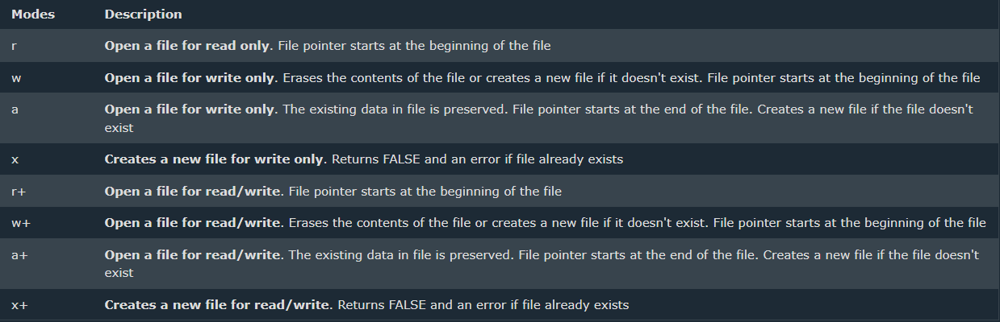 Modes Description
r Open a file for read only. File pointer starts at the beginning of the file
w Open a file for write only. Erases the contents of the file or creates a new file if it doesn't exist. File pointer starts at the beginning of the file
a Open a file for write only. The existing data in file is preserved. File pointer starts at the end of the file. Creates a new file if the file doesn't
exist
x Creates a new file for write only. Returns FALSE and an error if file already exists
r+ Open a file for read/write. File pointer starts at the beginning of the file
w+ Open a file for read/write. Erases the contents of the file or creates a new file if it doesn't exist. File pointer starts at the beginning of the file
a+ Open a file for read/write. The existing data in file is preserved. File pointer starts at the end of the file. Creates a new file if the file doesn't
exist
x+ Creates a new file for read/write. Returns FALSE and an error if file already exists